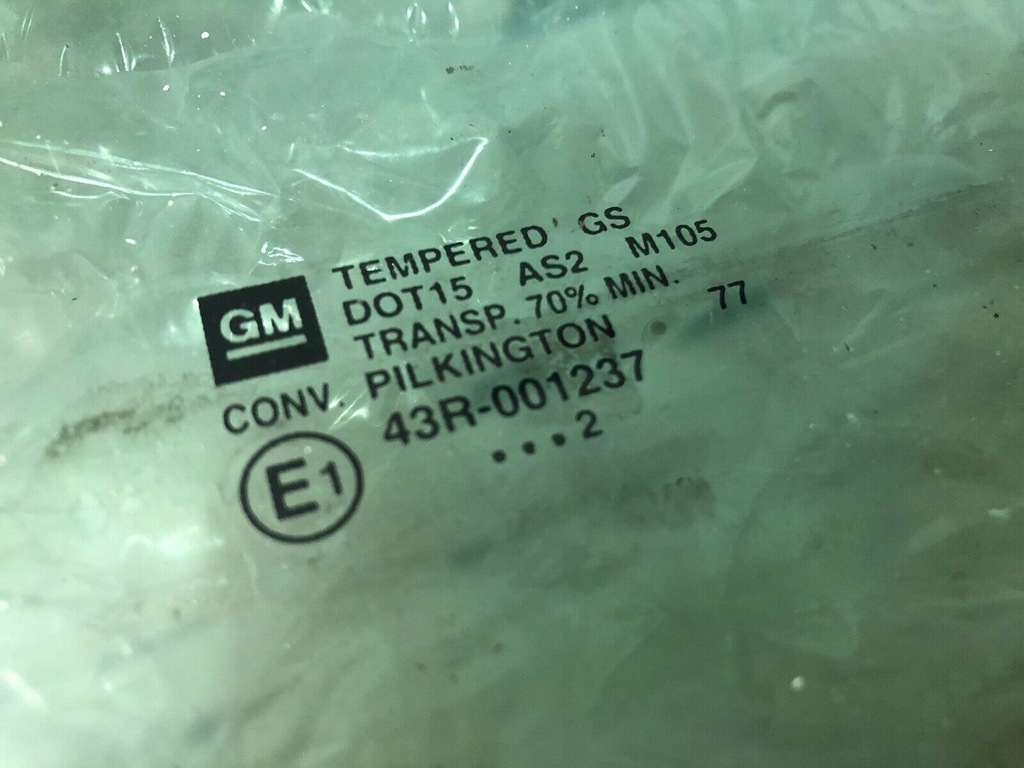 GM
TEMPERED GS
DOT15 AS2 M105
TRANSP. 70% MIN. 77
CONV. PILKINGTON
E1 43R-001237
...2